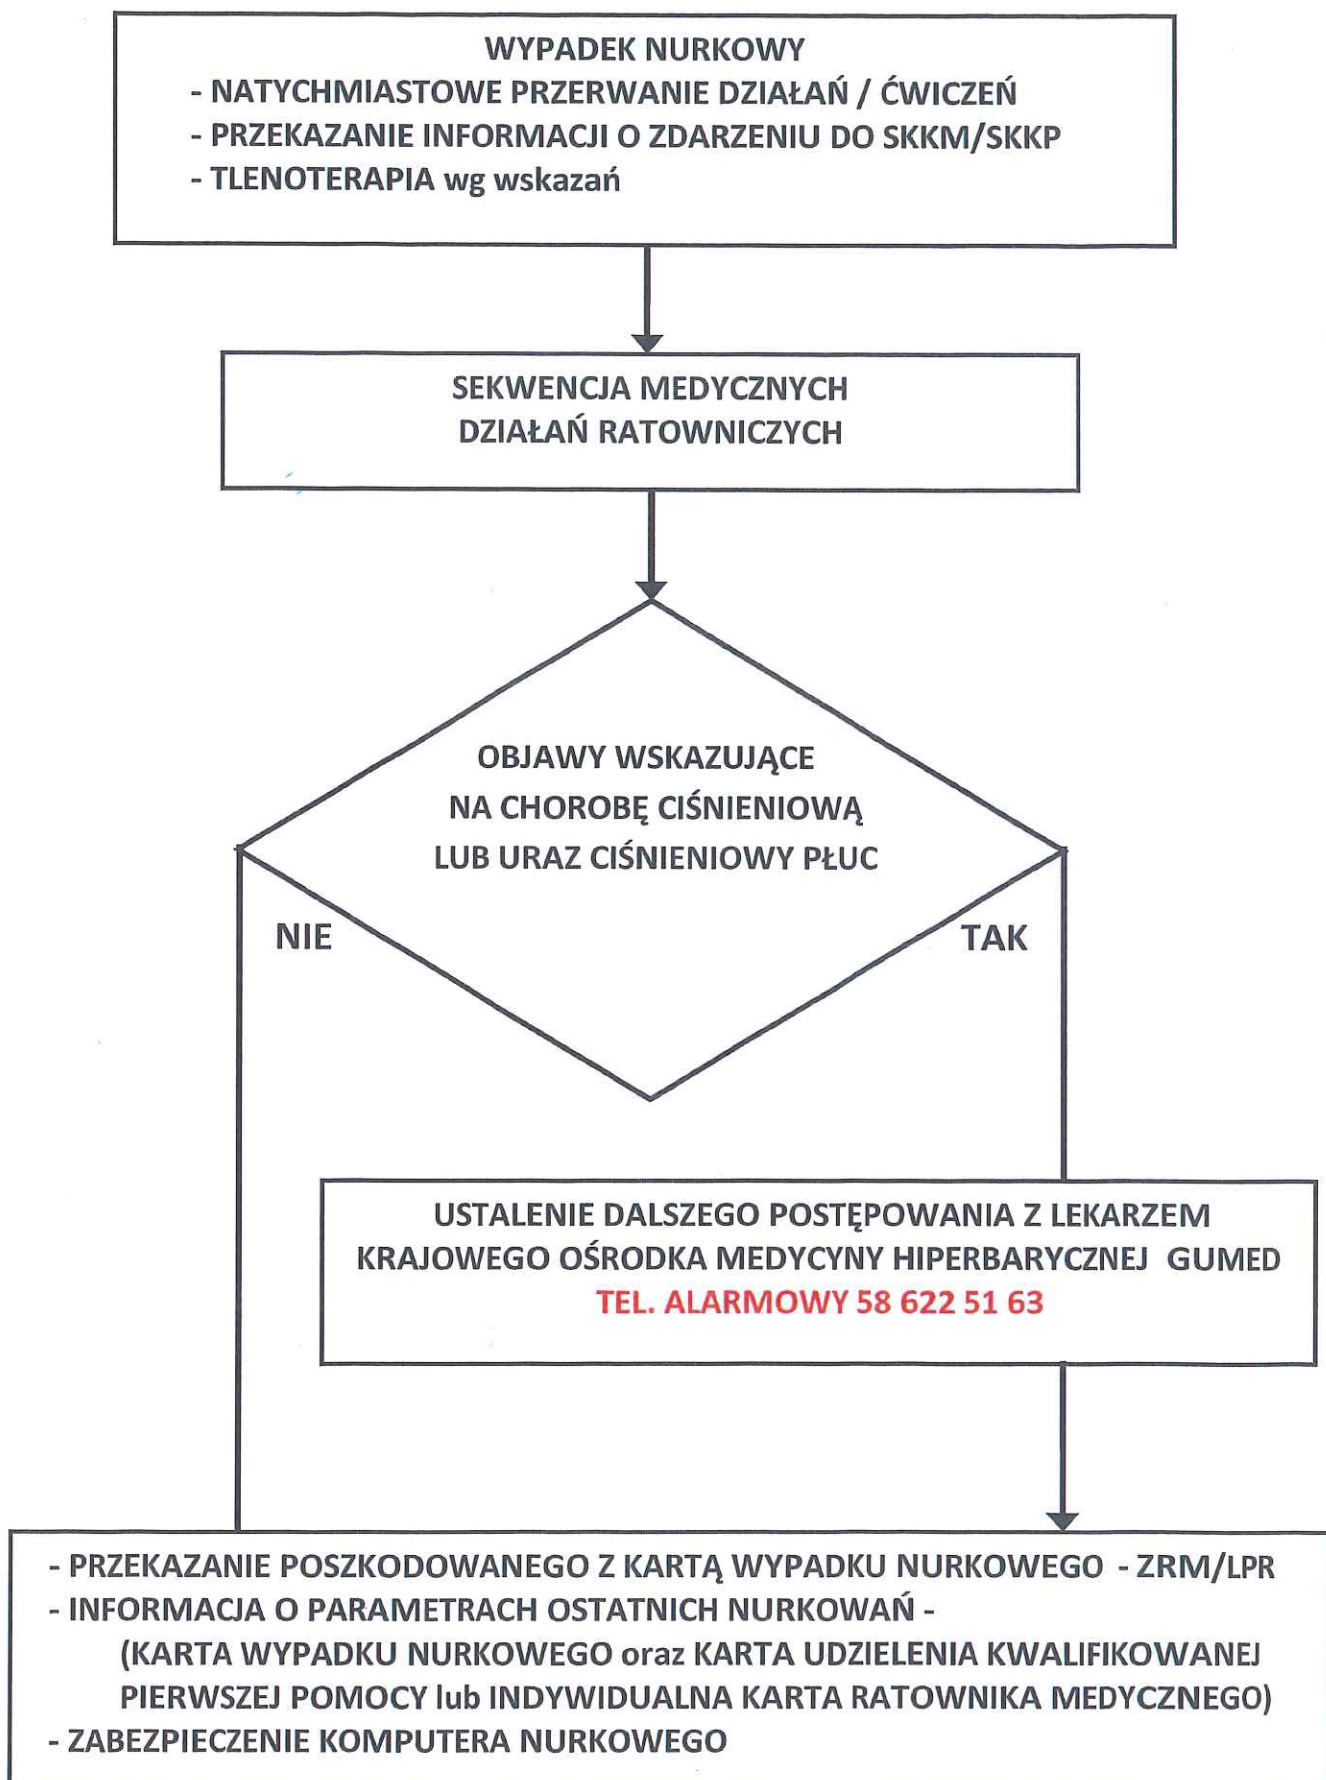 WYPADEK NURKOWY
- NATYCHMIASTOWE PRZERWANIE DZIAŁAŃ / ĆWICZEŃ
- PRZEKAZANIE INFORMACJI O ZDARZENIU DO SKKM/SKKP
- TLENOTERAPIA wg wskazań
SEKWENCJA MEDYCZNYCH
DZIAŁAŃ RATOWNICZYCH
OBJAWY WSKAZUJĄCE
NA CHOROBĘ CIŚNIENIOWĄ
LUB URAZ CIŚNIENIOWY PŁUC
NIE
TAK
USTALENIE DALSZEGO POSTĘPOWANIA Z LEKARZEM
KRAJOWEGO OŚRODKA MEDYCYNY HIPERBARYCZNEJ GUMED
TEL. ALARMOWY 58 622 51 63
- PRZEKAZANIE POSZKODOWANEGO Z KARTĄ WYPADKU NURKOWEGO - ZRM/LPR
- INFORMACJA O PARAMETRACH OSTATNICH NURKOWAŃ -
(KARTA WYPADKU NURKOWEGO oraz KARTA UDZIELENIA KWALIFIKOWANEJ
PIERWSZEJ POMOCY lub INDYWIDUALNA KARTA RATOWNIKA MEDYCZNEGO)
- ZABEZPIECZENIE KOMPUTERA NURKOWEGO